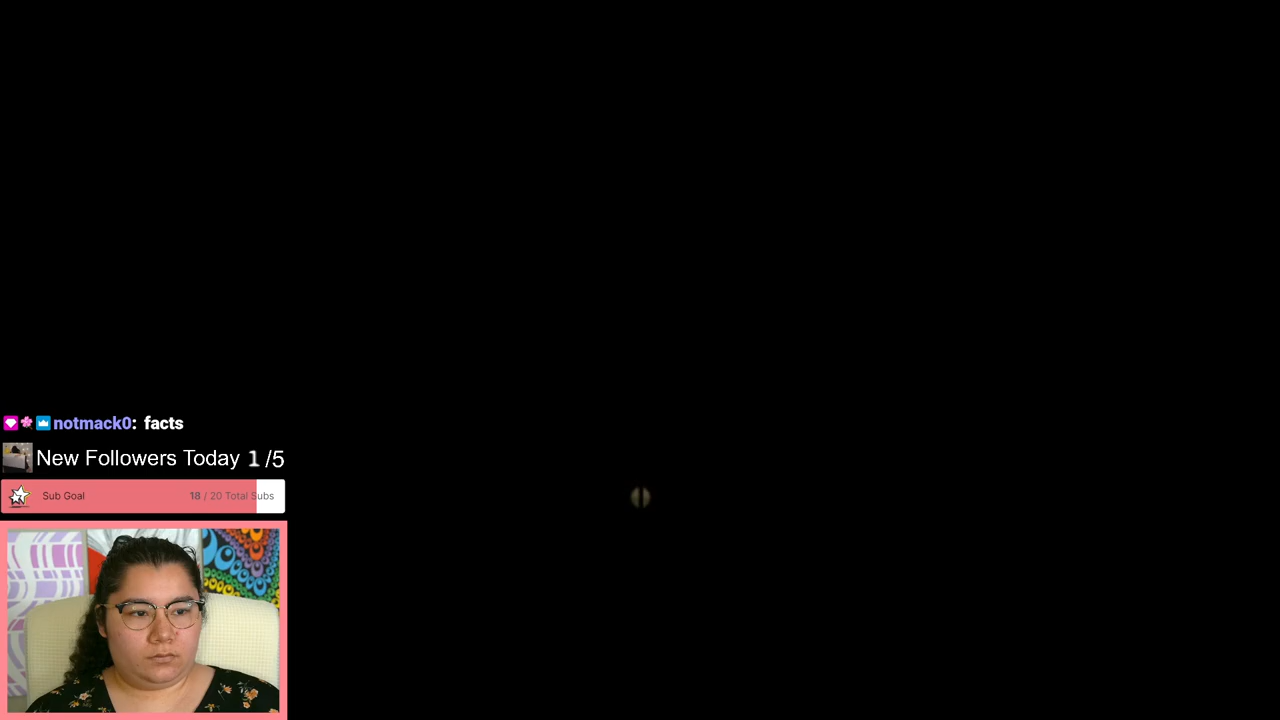 notmack0: facts
New Followers Today 1 /5
Sub Goal 18 / 20 Total Subs